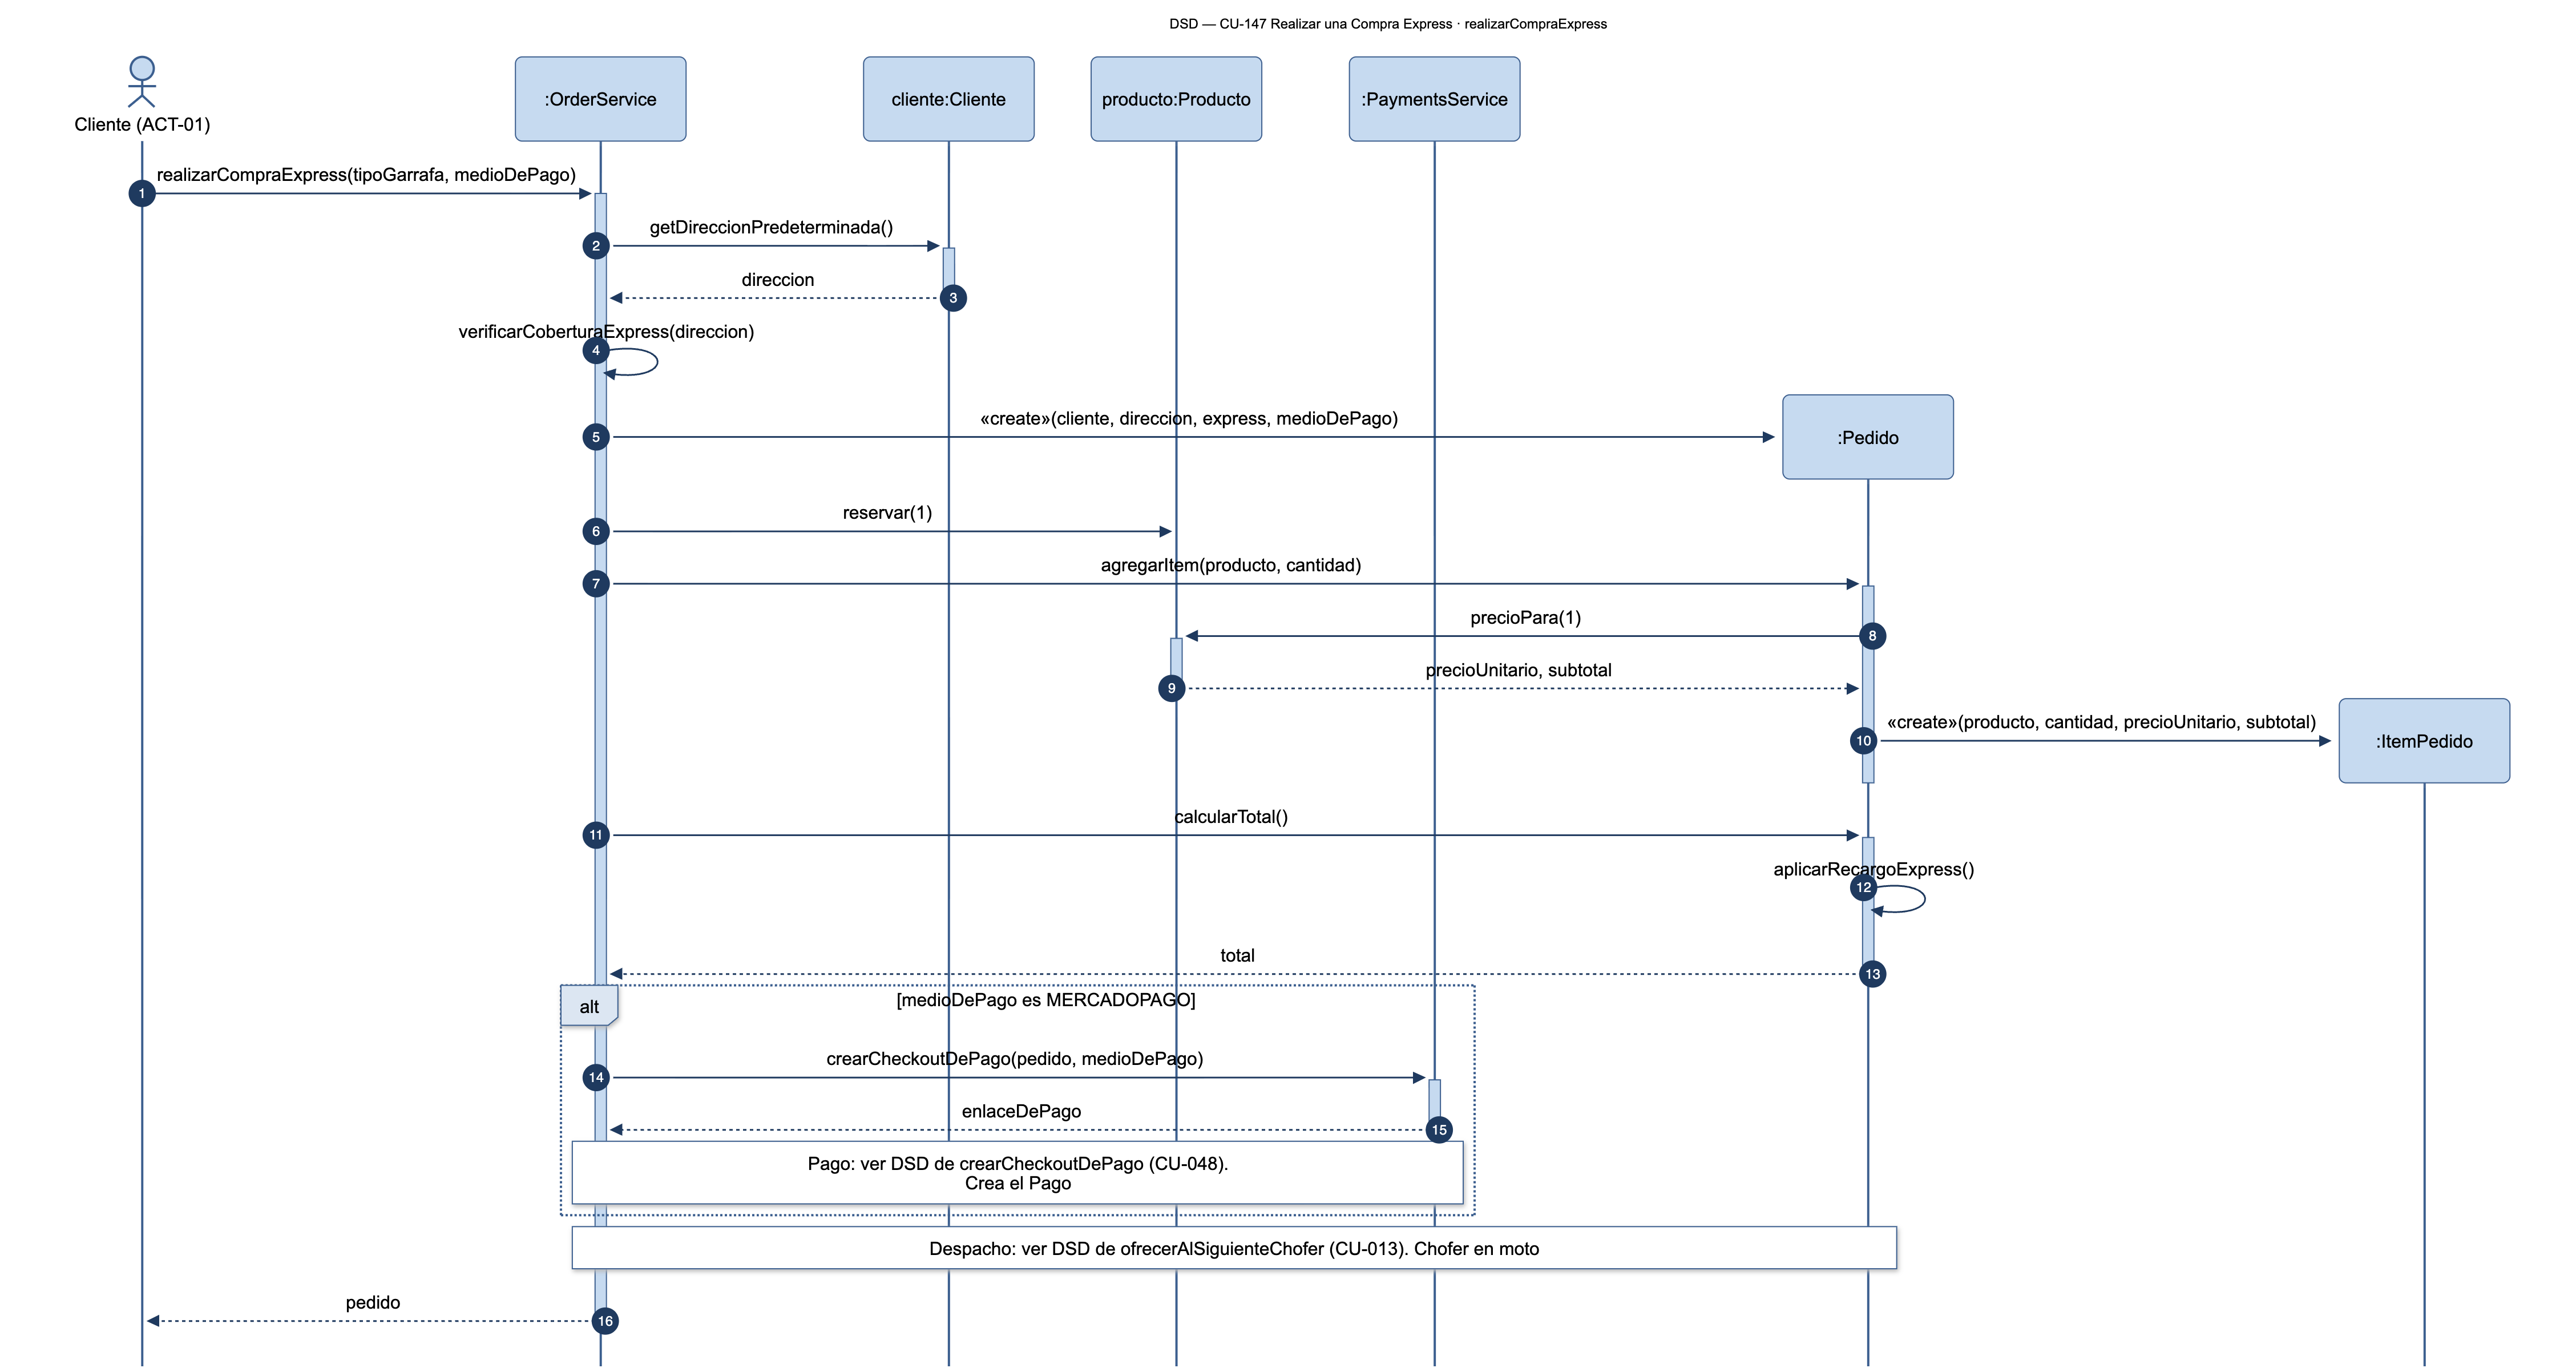 DSD — CU-147 Realizar una Compra Express · realizarCompraExpress
Cliente (ACT-01)
:OrderService
cliente:Cliente
producto:Producto
:PaymentsService
1
realizarCompraExpress(tipoGarrafa, medioDePago)
2
getDireccionPredeterminada()
direccion
3
verificarCoberturaExpress(direccion)
4
«create»(cliente, direccion, express, medioDePago)
5
:Pedido
reservar(1)
6
agregarItem(producto, cantidad)
7
precioPara(1)
8
precioUnitario, subtotal
9
«create»(producto, cantidad, precioUnitario, subtotal)
10
:ItemPedido
calcularTotal()
11
aplicarRecargoExpress()
12
total
13
alt
[medioDePago es MERCADOPAGO]
crearCheckoutDePago(pedido, medioDePago)
14
enlaceDePago
15
Pago: ver DSD de crearCheckoutDePago (CU-048).
Crea el Pago
Despacho: ver DSD de ofrecerAlSiguienteChofer (CU-013). Chofer en moto
pedido
16